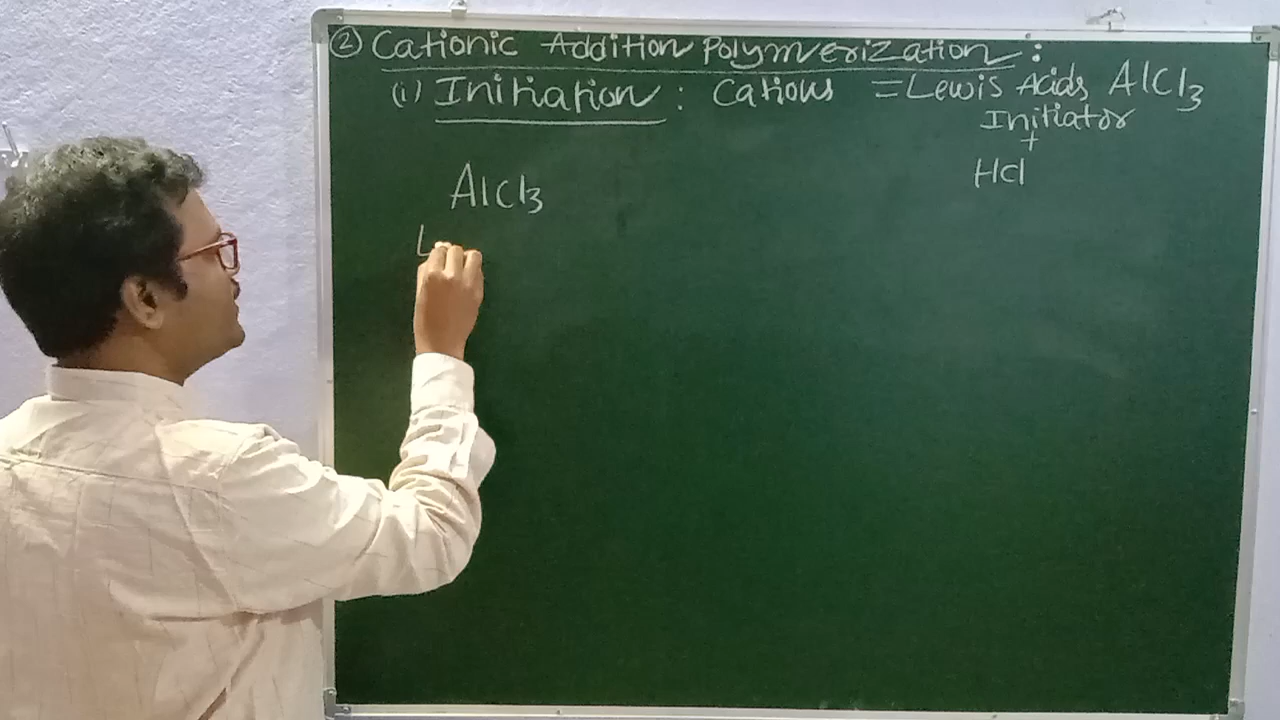 ② Cationic Addition Polymerization :
(i) Initiation : Cations = Lewis Acids AlCl3
Initiator
+
HCl
AlCl3
L